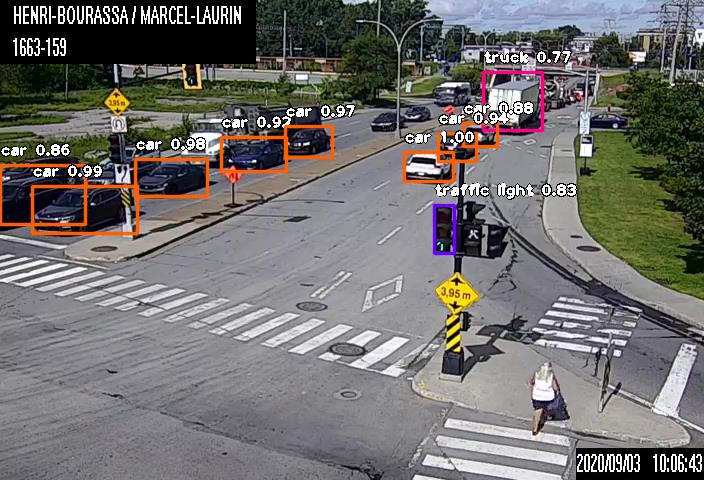 HENRI-BOURASSA / MARCEL-LAURIN
1663-159
truck 0.77
car 0.97
car 0.88
car 0.92
car 0.94
car 1.00
car 0.98
car 0.86
car 0.99
3,95 m
traffic light 0.83
3,95 m
2020/09/03 10:06:43